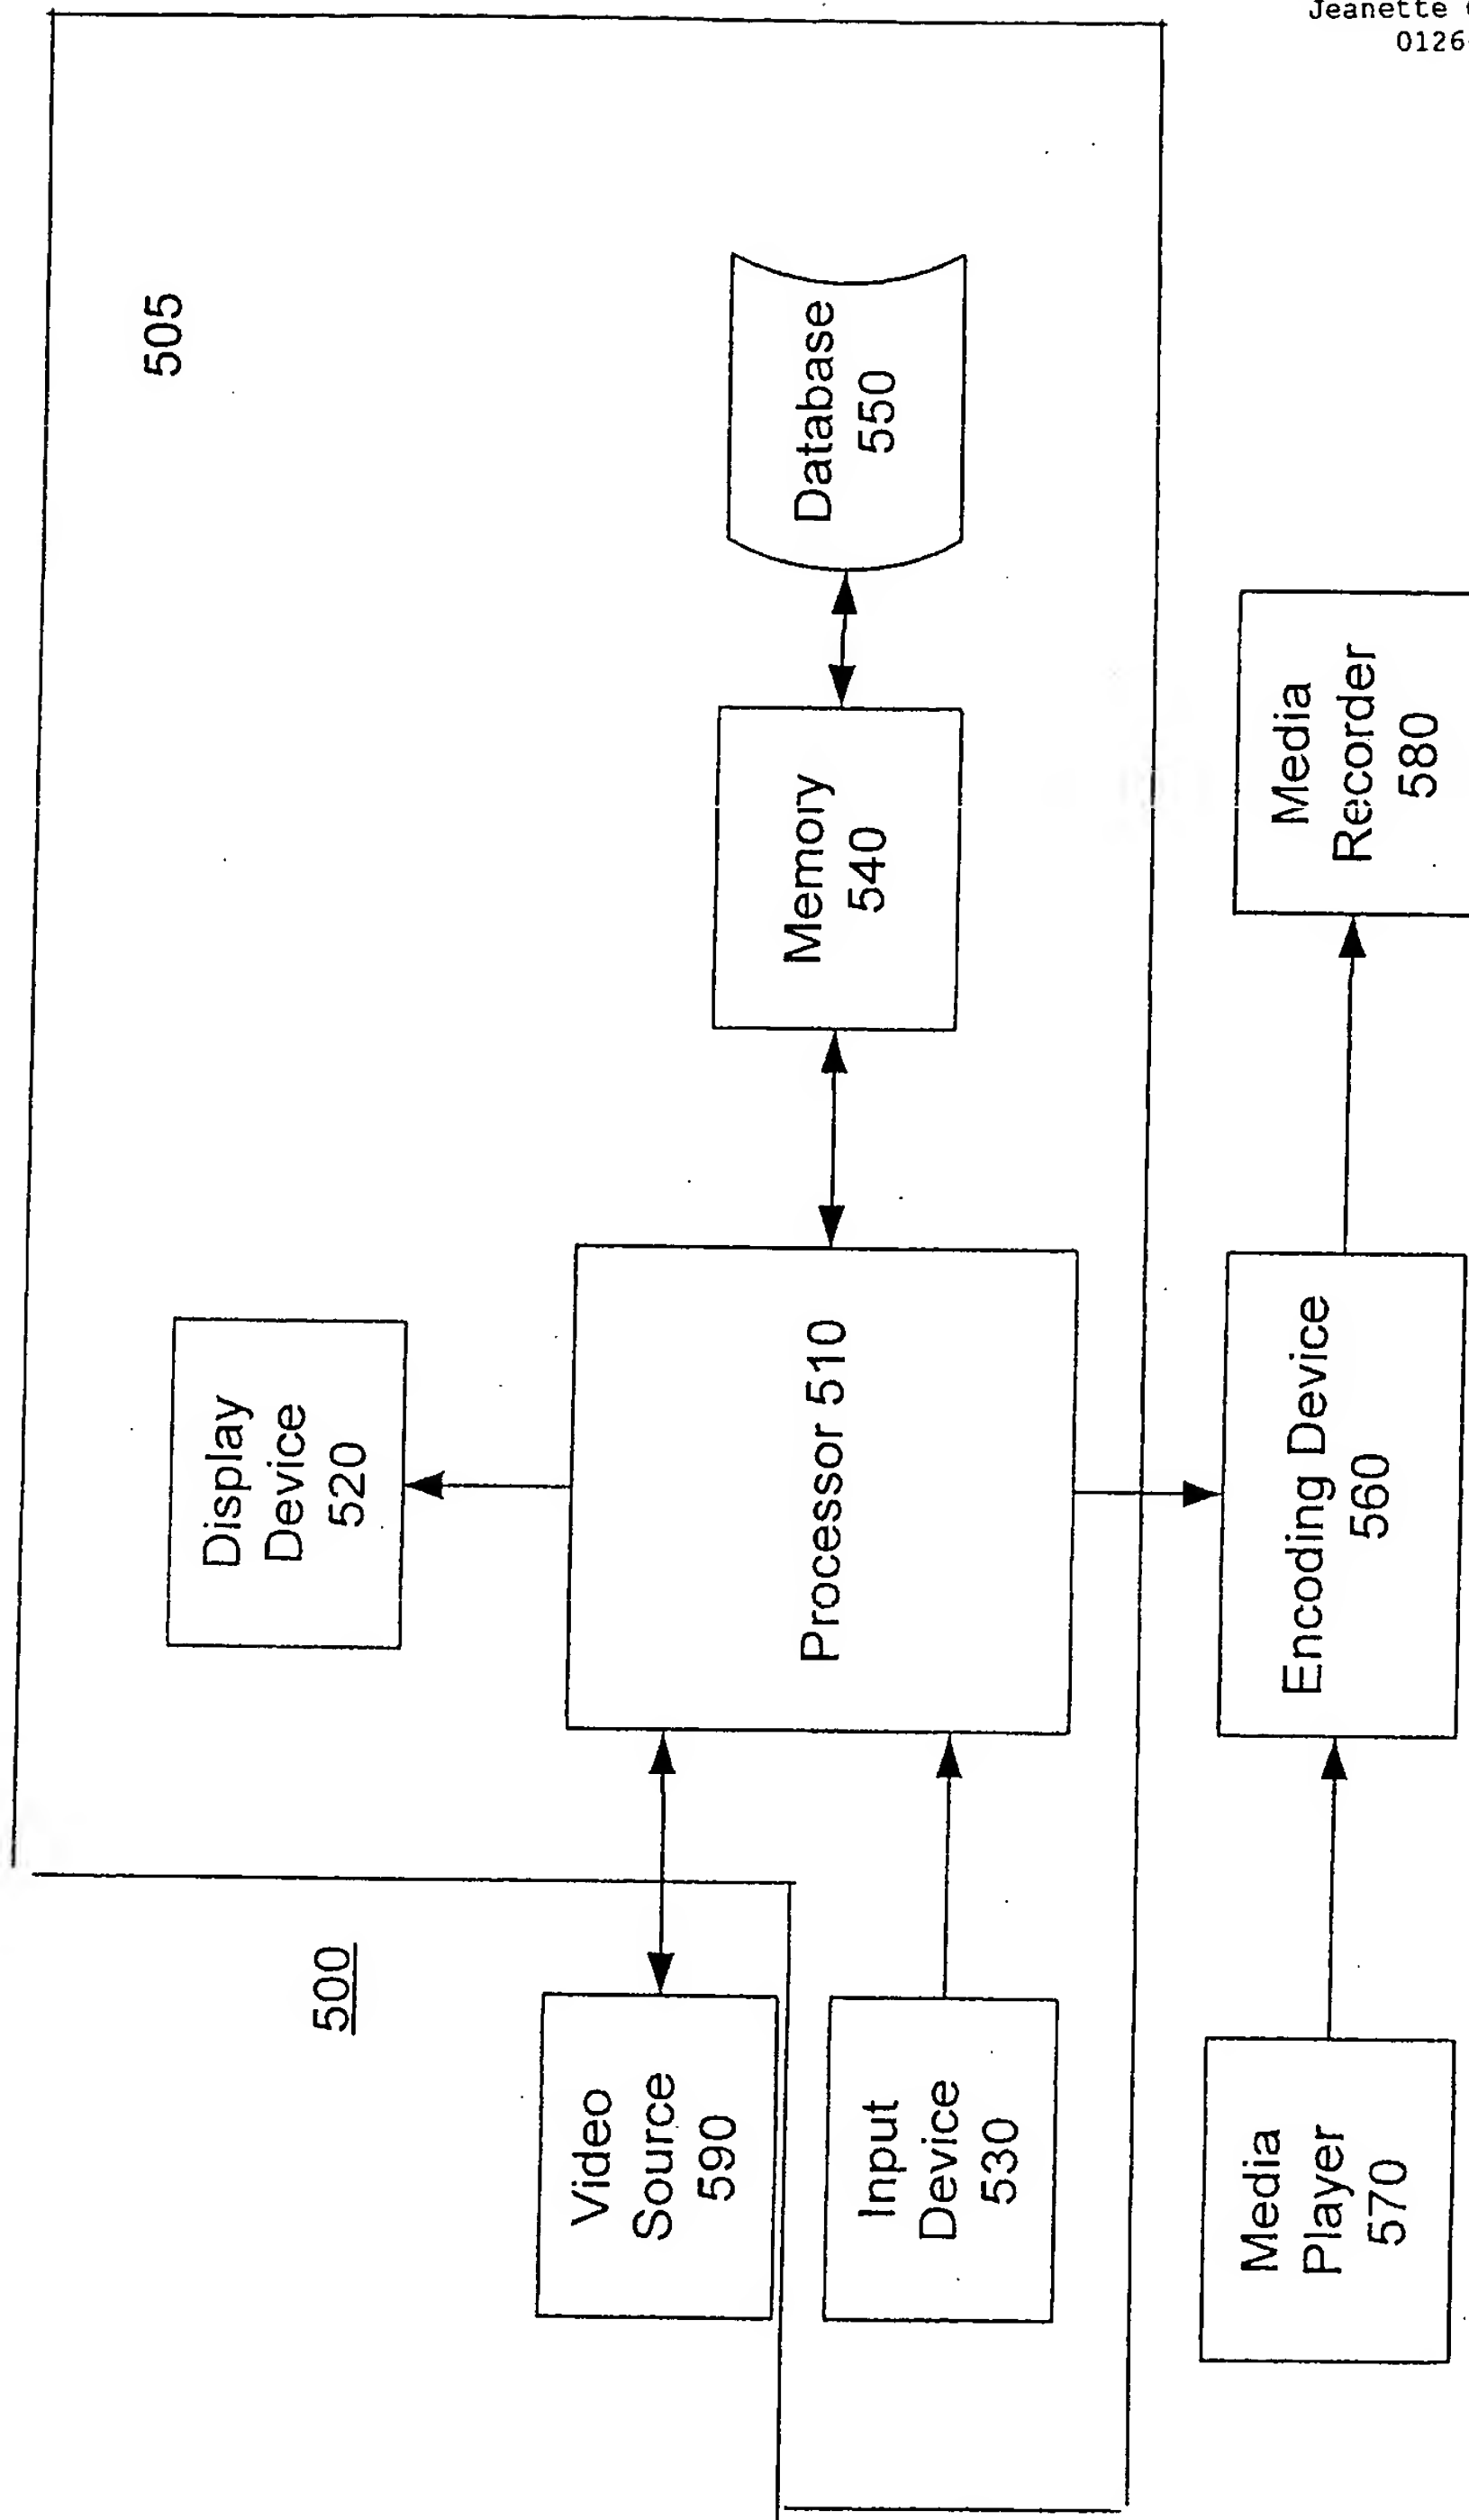 Jeanette
0126
505
500
Display
Device
520
Video
Source
590
Input
Device
530
Processor 510
Memory
540
Database
550
Media
Player
570
Encoding Device
560
Media
Recorder
580